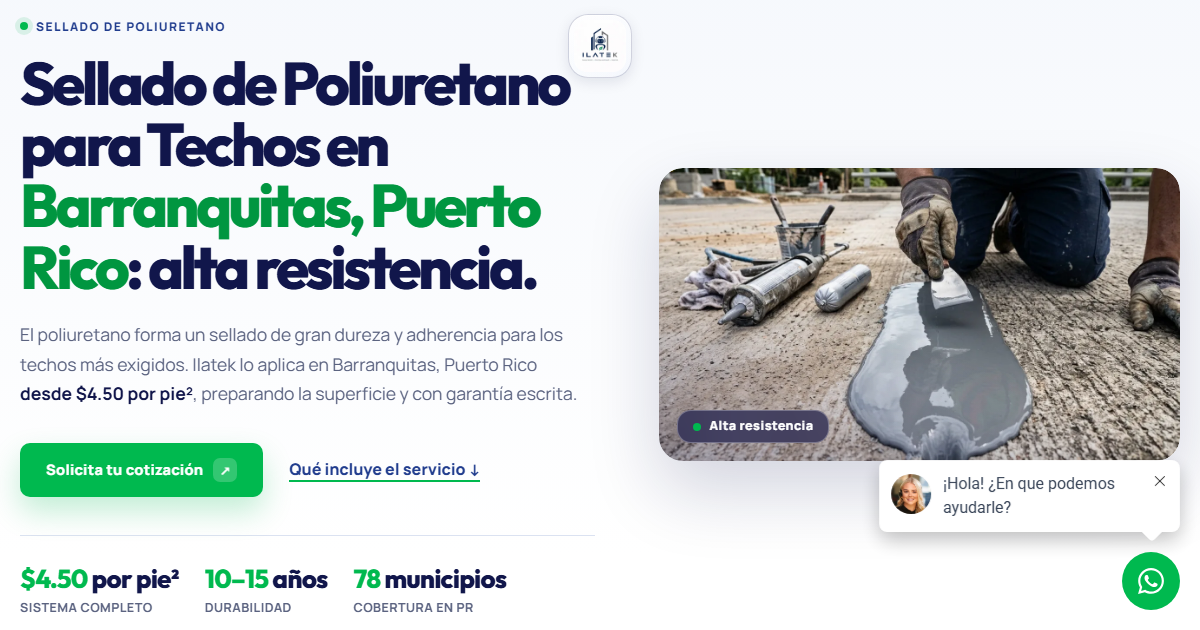 SELLADO DE POLIURETANO
ILATEK
Sellado de Poliuretano
para Techos en
Barranquitas, Puerto
Rico: alta resistencia.
El poliuretano forma un sellado de gran dureza y adherencia para los
techos más exigidos. Ilatek lo aplica en Barranquitas, Puerto Rico
desde $4.50 por pie², preparando la superficie y con garantía escrita.
Solicita tu cotización ↗
Qué incluye el servicio ↓
$4.50 por pie²
SISTEMA COMPLETO
10–15 años
DURABILIDAD
78 municipios
COBERTURA EN PR
Alta resistencia
¡Hola! ¿En que podemos
ayudarle?